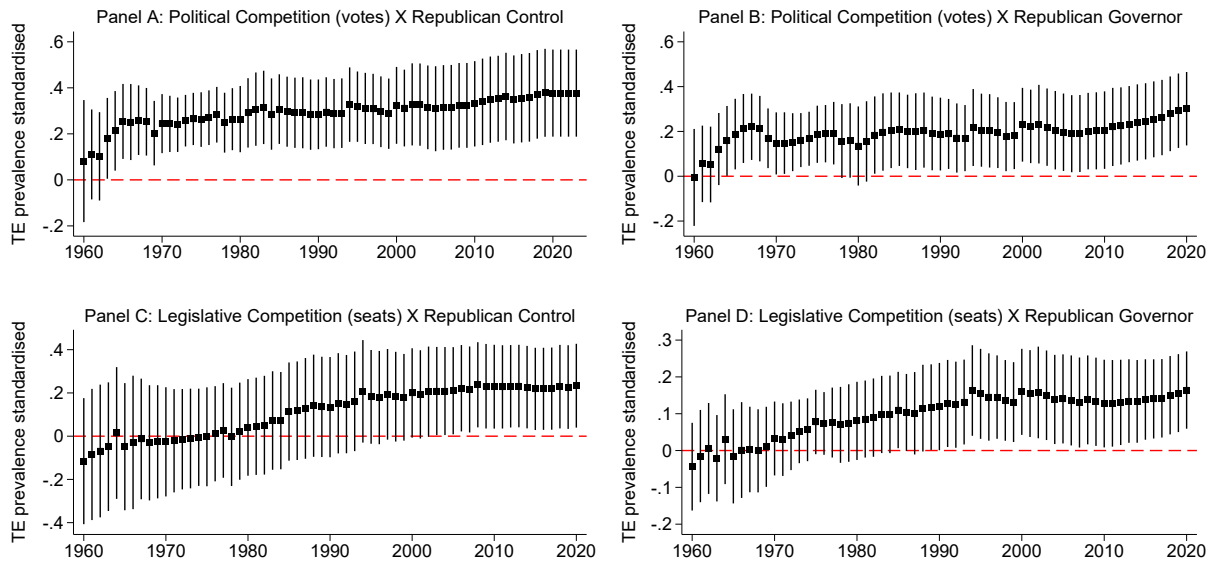 Panel A: Political Competition (votes) X Republican Control
TE prevalence standardised
.6
.4
.2
0
-.2
1960 1970 1980 1990 2000 2010 2020
Panel B: Political Competition (votes) X Republican Governor
TE prevalence standardised
.6
.4
.2
0
-.2
1960 1970 1980 1990 2000 2010 2020
Panel C: Legislative Competition (seats) X Republican Control
TE prevalence standardised
.4
.2
0
-.2
-.4
1960 1970 1980 1990 2000 2010 2020
Panel D: Legislative Competition (seats) X Republican Governor
TE prevalence standardised
.3
.2
.1
0
-.1
-.2
1960 1970 1980 1990 2000 2010 2020